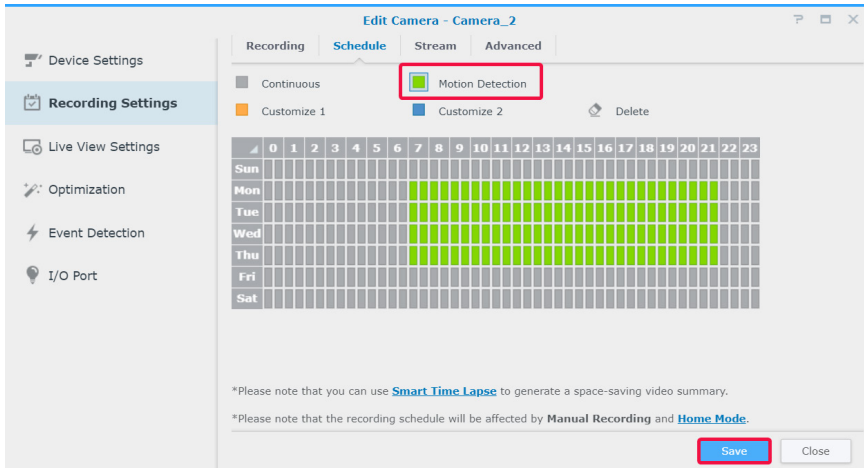 Edit Camera - Camera_2
Device Settings
Recording Settings
Live View Settings
Optimization
Event Detection
I/O Port
Recording Schedule Stream Advanced
Continuous Motion Detection
Customize 1 Customize 2 Delete
0 1 2 3 4 5 6 7 8 9 10 11 12 13 14 15 16 17 18 19 20 21 22 23
Sun
Mon
Tue
Wed
Thu
Fri
Sat
*Please note that you can use Smart Time Lapse to generate a space-saving video summary.
*Please note that the recording schedule will be affected by Manual Recording and Home Mode.
Save Close